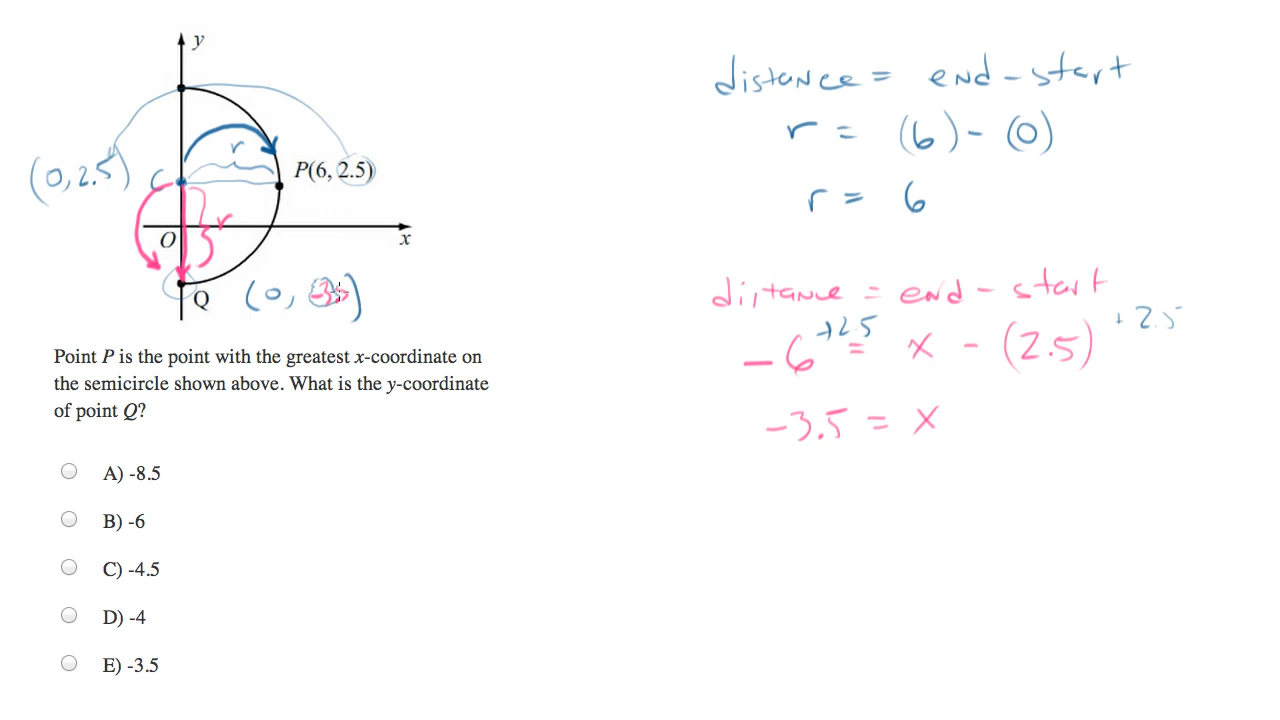 y
distance = end - start
r = (6) - (0)
r
P(6, 2.5)
(0, 2.5)
C
r = 6
r
O
x
Q
(0, -3.5)
distance = end - start
+2.5
+ 2.5
-6 = x - (2.5)
-3.5 = x
Point P is the point with the greatest x-coordinate on
the semicircle shown above. What is the y-coordinate
of point Q?
A) -8.5
B) -6
C) -4.5
D) -4
E) -3.5